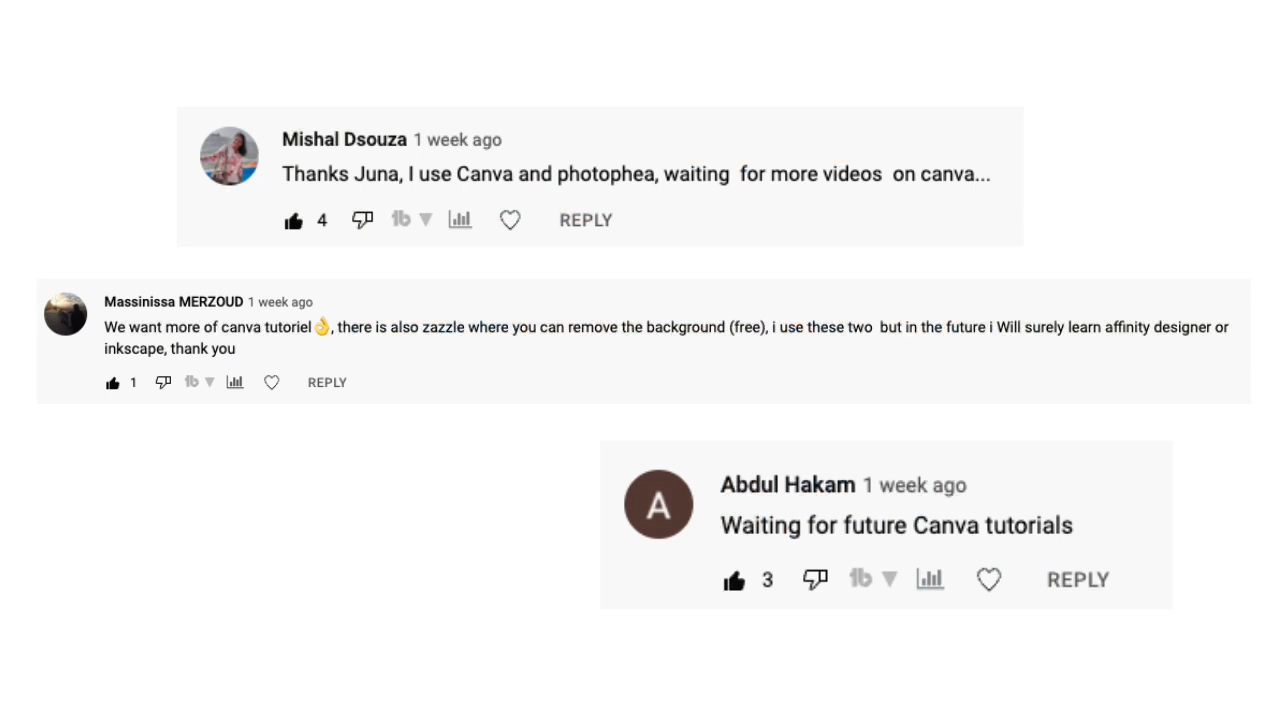 Mishal Dsouza 1 week ago
Thanks Juna, I use Canva and photophea, waiting  for more videos  on canva...
4 REPLY
Massinissa MERZOUD 1 week ago
We want more of canva tutoriel👌, there is also zazzle where you can remove the background (free), i use these two  but in the future i Will surely learn affinity designer or
inkscape, thank you
1 REPLY
A
Abdul Hakam 1 week ago
Waiting for future Canva tutorials
3 REPLY